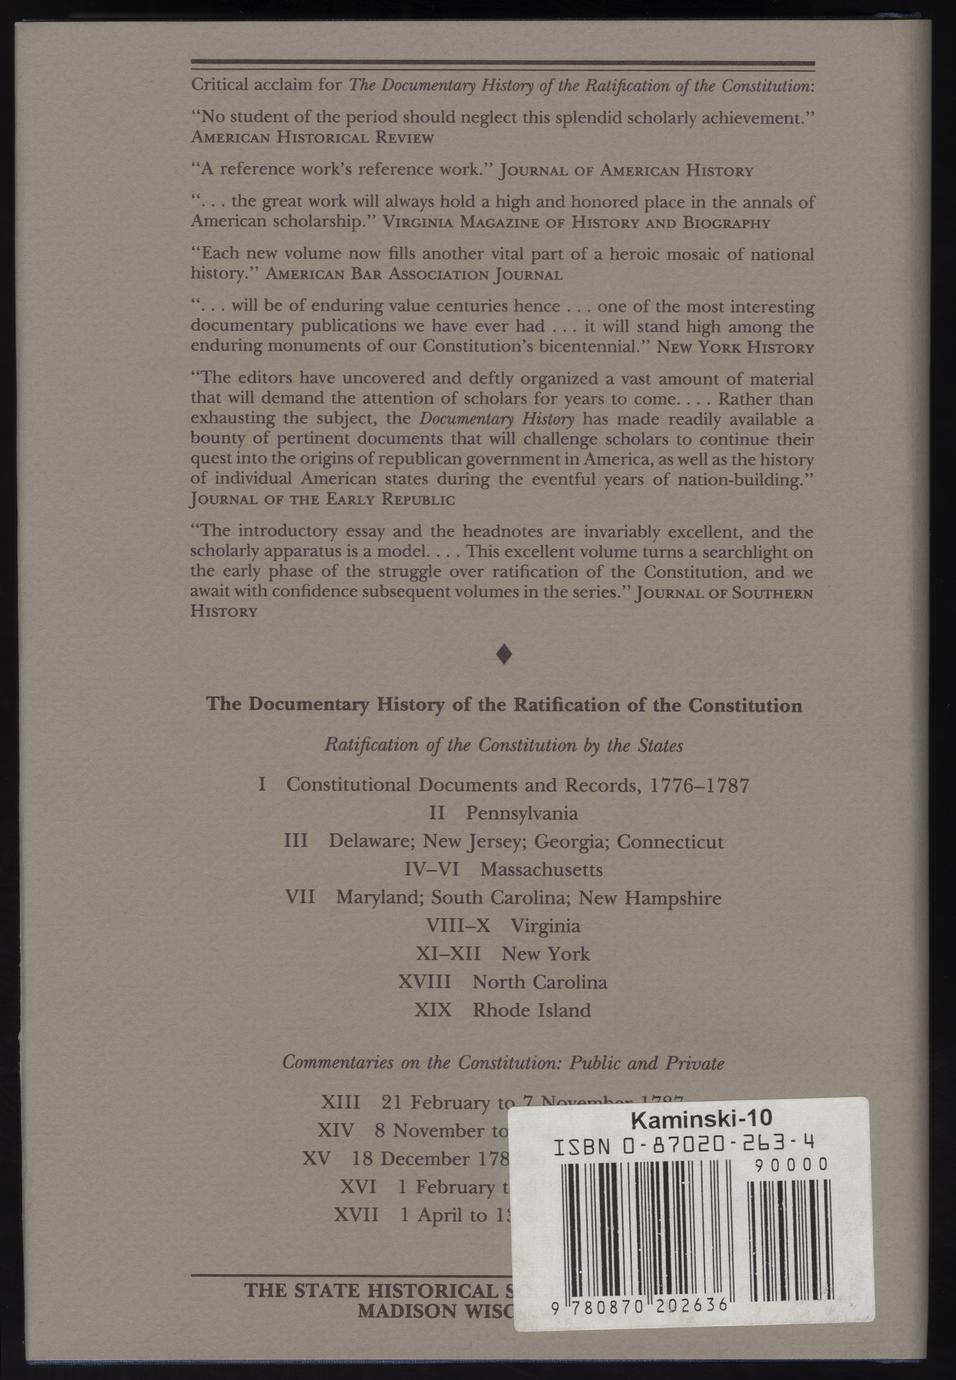 Critical acclaim for The Documentary History of the Ratification of the Constitution:
“No student of the period should neglect this splendid scholarly achievement.”
AMERICAN HISTORICAL REVIEW
“A reference work’s reference work.” JOURNAL OF AMERICAN HISTORY
“. . . the great work will always hold a high and honored place in the annals of
American scholarship.” VIRGINIA MAGAZINE OF HISTORY AND BIOGRAPHY
“Each new volume now fills another vital part of a heroic mosaic of national
history.” AMERICAN BAR ASSOCIATION JOURNAL
“. . . will be of enduring value centuries hence . . . one of the most interesting
documentary publications we have ever had . . . it will stand high among the
enduring monuments of our Constitution’s bicentennial.” NEW YORK HISTORY
“The editors have uncovered and deftly organized a vast amount of material
that will demand the attention of scholars for years to come. . . . Rather than
exhausting the subject, the Documentary History has made readily available a
bounty of pertinent documents that will challenge scholars to continue their
quest into the origins of republican government in America, as well as the history
of individual American states during the eventful years of nation-building.”
JOURNAL OF THE EARLY REPUBLIC
“The introductory essay and the headnotes are invariably excellent, and the
scholarly apparatus is a model. . . . This excellent volume turns a searchlight on
the early phase of the struggle over ratification of the Constitution, and we
await with confidence subsequent volumes in the series.” JOURNAL OF SOUTHERN
HISTORY
The Documentary History of the Ratification of the Constitution
Ratification of the Constitution by the States
I Constitutional Documents and Records, 1776–1787
II Pennsylvania
III Delaware; New Jersey; Georgia; Connecticut
IV–VI Massachusetts
VII Maryland; South Carolina; New Hampshire
VIII–X Virginia
XI–XII New York
XVIII North Carolina
XIX Rhode Island
Commentaries on the Constitution: Public and Private
XIII 21 February to 7 November 1787
XIV 8 November to
XV 18 December 178
XVI 1 February t
XVII 1 April to 1
THE STATE HISTORICAL S
MADISON WISC
Kaminski-10
ISBN 0-87020-263-4
90000
9 780870 202636